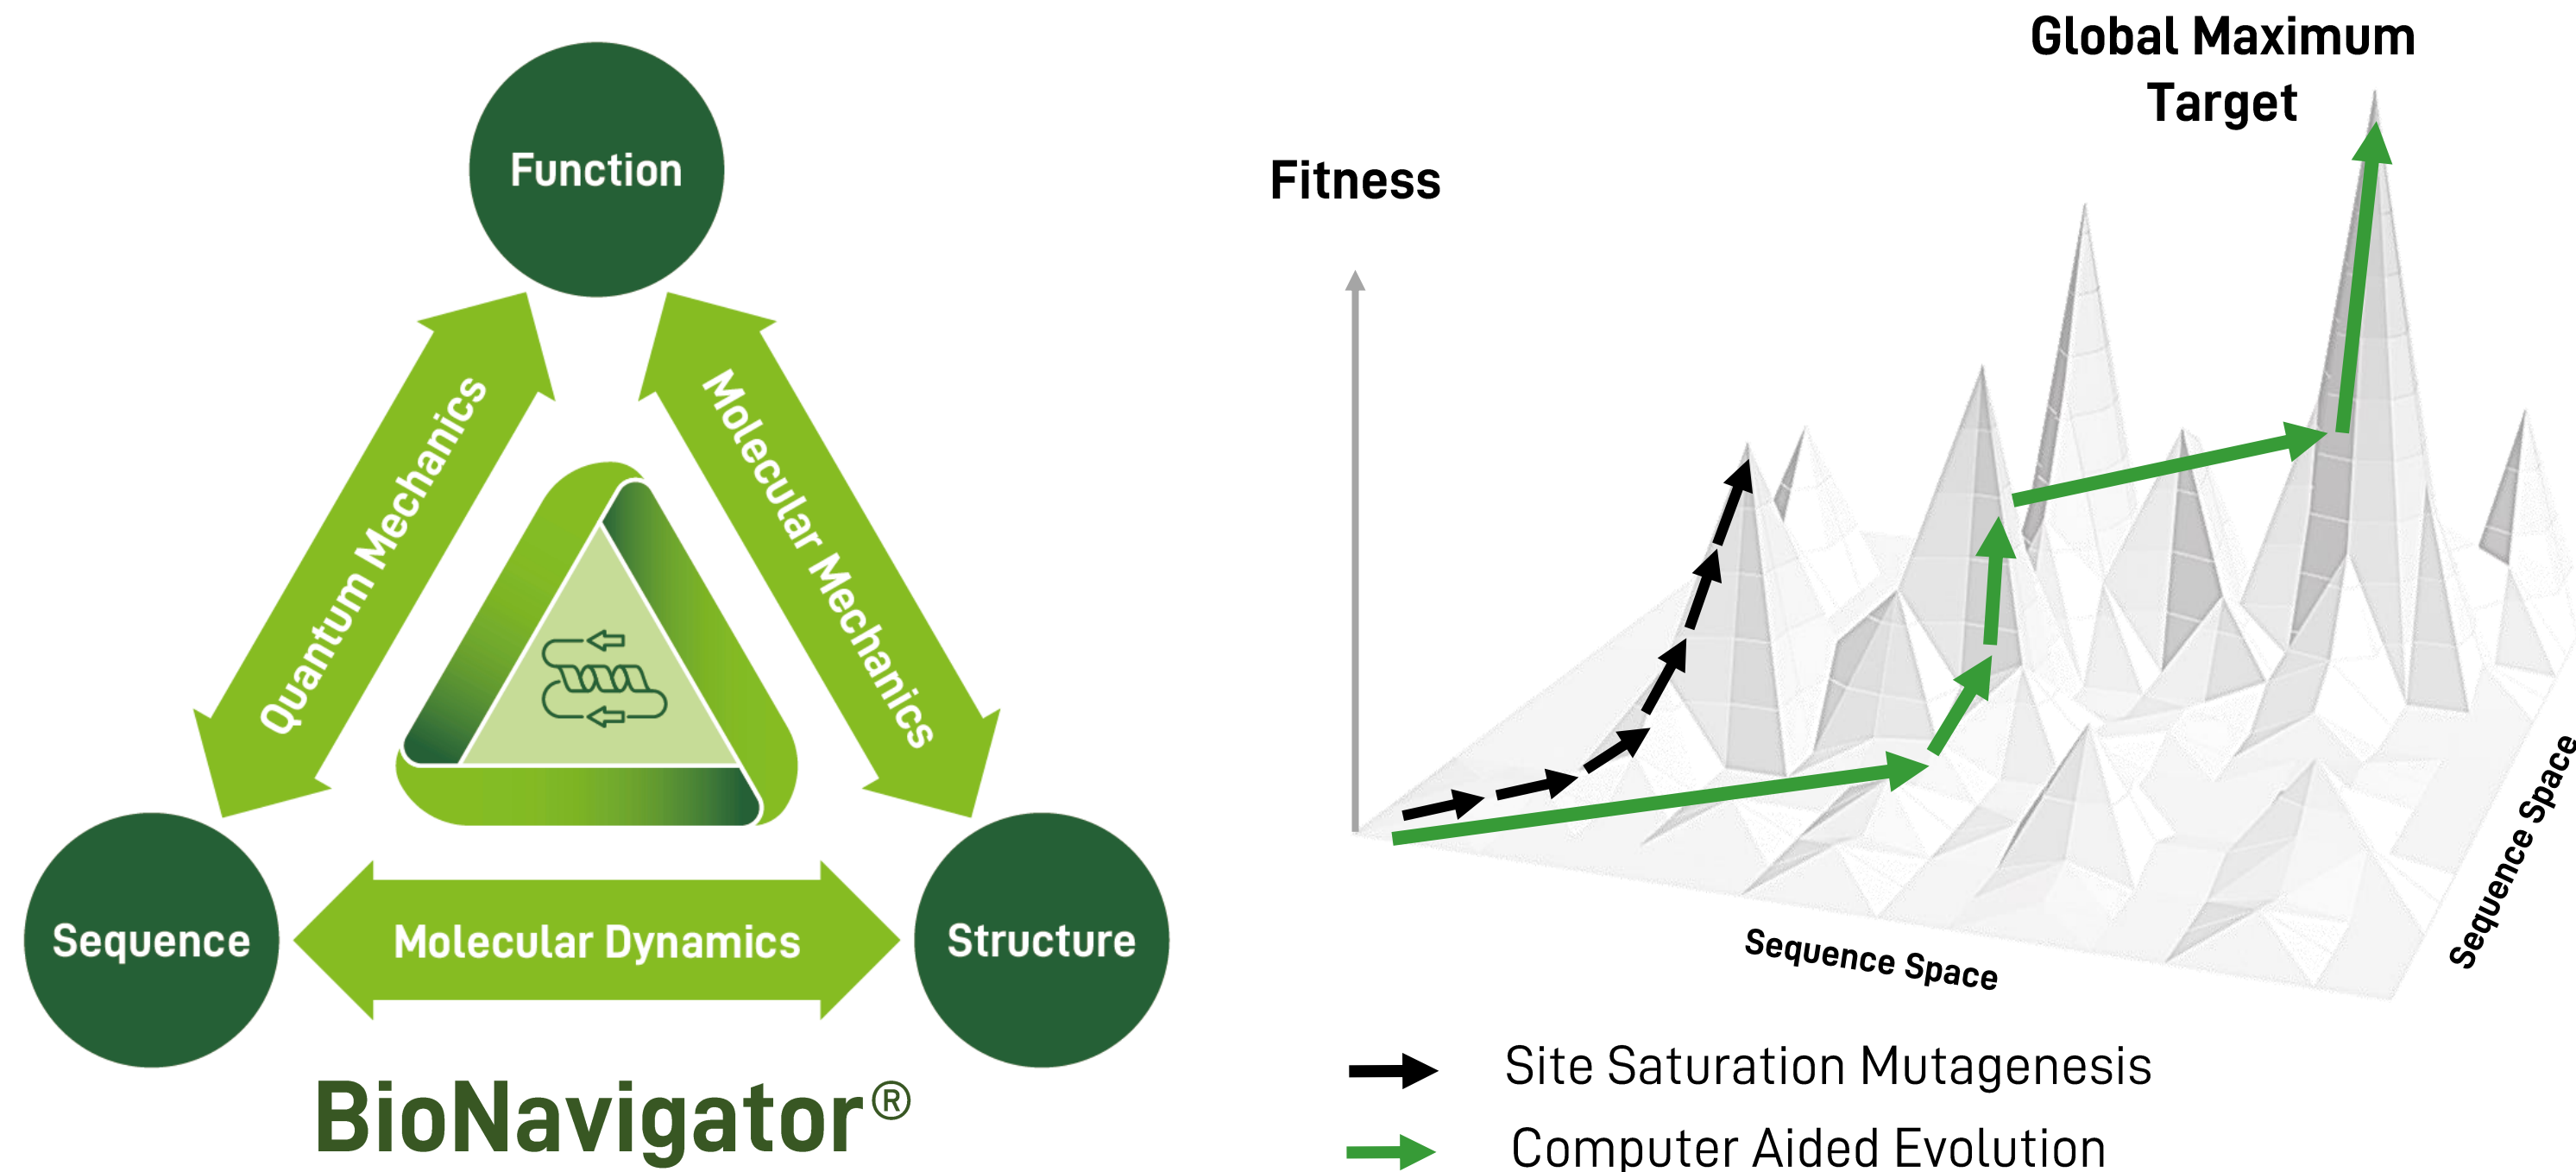 Function
Quantum Mechanics
Molecular Mechanics
Sequence
Molecular Dynamics
Structure
BioNavigator®
Global Maximum
Target
Fitness
Sequence Space
Sequence Space
Site Saturation Mutagenesis
Computer Aided Evolution